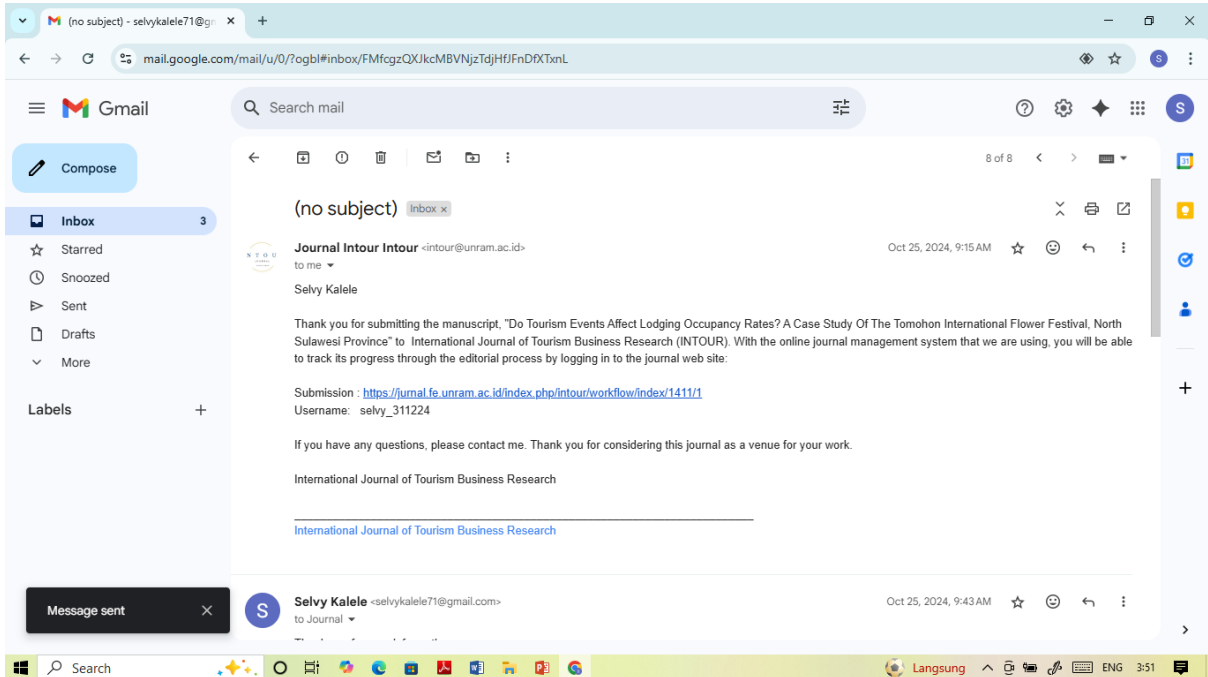 (no subject) - selvykalele71@gm
mail.google.com/mail/u/0/?ogbl#inbox/FMfcgzQXJkcMBVNjzTdjHfJFnDfXTxnL
S
Gmail
Search mail
S
Compose
8 of 8
31
(no subject) Inbox ×
Inbox 3
Journal Intour Intour <intour@unram.ac.id> Oct 25, 2024, 9:15 AM
to me
Starred
Snoozed
Selvy Kalele
Sent
Thank you for submitting the manuscript, "Do Tourism Events Affect Lodging Occupancy Rates? A Case Study Of The Tomohon International Flower Festival, North
Drafts
Sulawesi Province" to International Journal of Tourism Business Research (INTOUR). With the online journal management system that we are using, you will be able
More
to track its progress through the editorial process by logging in to the journal web site:
Submission : https://jurnal.fe.unram.ac.id/index.php/intour/workflow/index/1411/1
Labels
Username: selvy_311224
If you have any questions, please contact me. Thank you for considering this journal as a venue for your work.
International Journal of Tourism Business Research
International Journal of Tourism Business Research
S
Selvy Kalele <selvykalele71@gmail.com> Oct 25, 2024, 9:43 AM
to Journal
Message sent
Search
Langsung
ENG 3:51